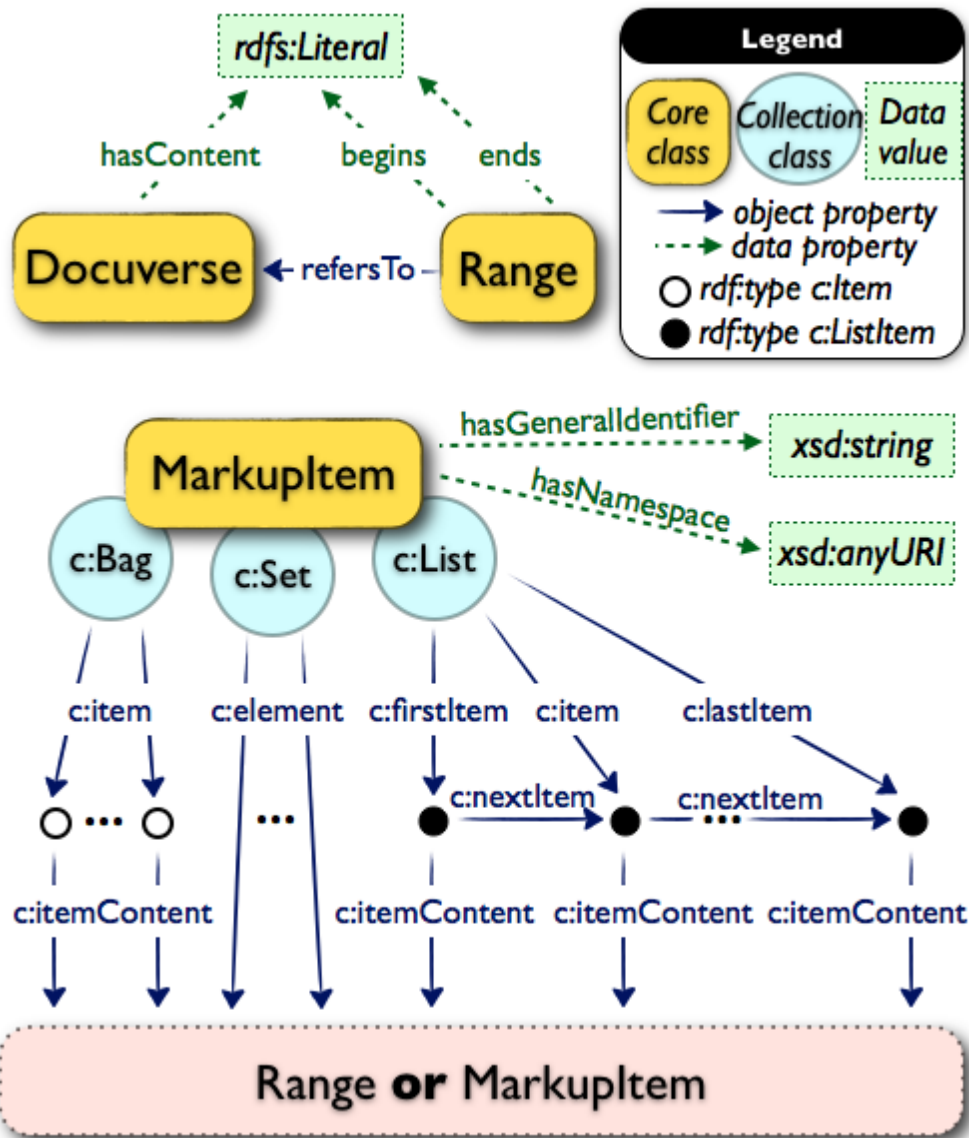 rdfs:Literal
hasContent
begins
ends
Docuverse
refersTo
Range
Legend
Core
class
Collection
class
Data
value
object property
data property
rdf:type c:Item
rdf:type c:ListItem
MarkupItem
hasGeneralIdentifier
xsd:string
hasNamespace
xsd:anyURI
c:Bag
c:Set
c:List
c:item
c:element
c:firstItem
c:item
c:lastItem
c:nextItem
c:nextItem
...
...
...
c:itemContent
c:itemContent
c:itemContent
c:itemContent
Range or MarkupItem